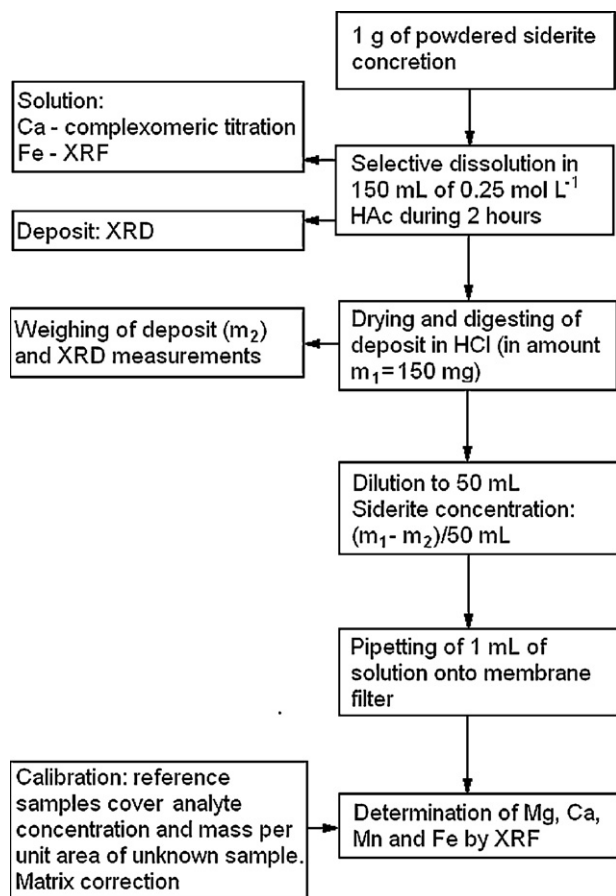 1 g of powdered siderite
concretion
Solution:
Ca - complexomeric titration
Fe - XRF
Selective dissolution in
150 mL of 0.25 mol L⁻¹
HAc during 2 hours
Deposit: XRD
Weighing of deposit (m₂)
and XRD measurements
Drying and digesting of
deposit in HCl (in amount
m₁=150 mg)
Dilution to 50 mL
Siderite concentration:
(m₁- m₂)/50 mL
Pipetting of 1 mL of
solution onto membrane
filter
Calibration: reference
samples cover analyte
concentration and mass per
unit area of unknown sample.
Matrix correction
Determination of Mg, Ca,
Mn and Fe by XRF